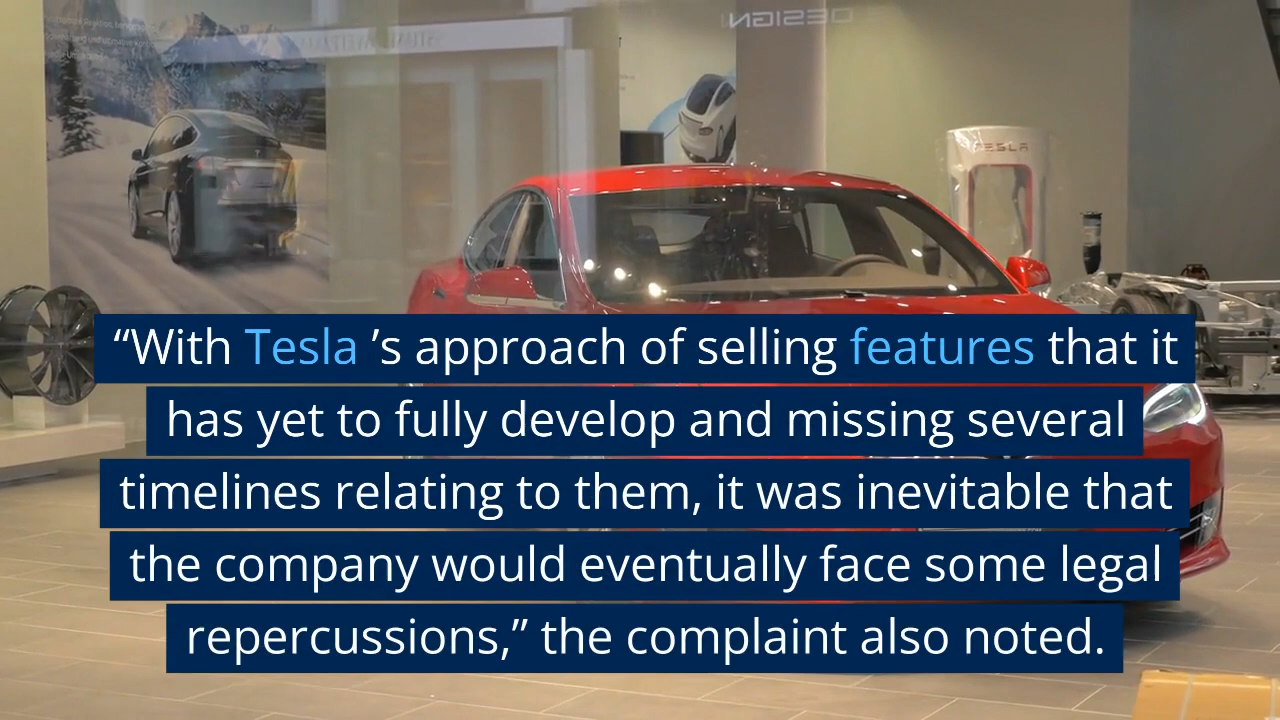 DESIGN
TESLA
“With Tesla ’s approach of selling features that it
has yet to fully develop and missing several
timelines relating to them, it was inevitable that
the company would eventually face some legal
repercussions,” the complaint also noted.